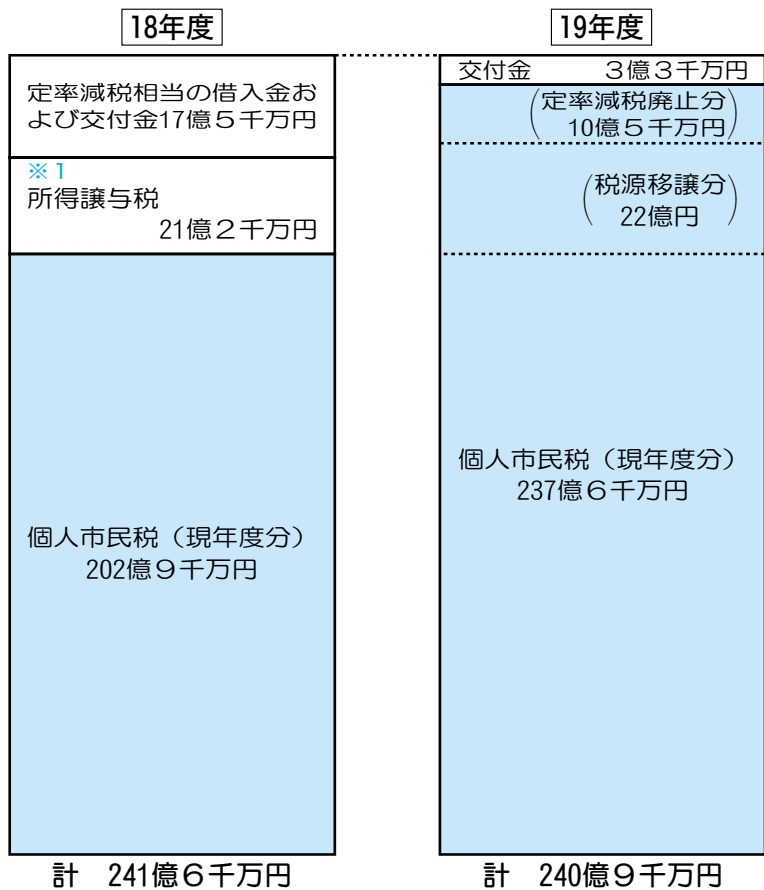 18年度
定率減税相当の借入金お
よび交付金17億5千万円
※1
所得譲与税
21億2千万円
個人市民税（現年度分）
202億9千万円
計　241億6千万円
19年度
交付金　　3億3千万円
（定率減税廃止分
10億5千万円）
（税源移譲分
22億円）
個人市民税（現年度分）
237億6千万円
計　240億9千万円